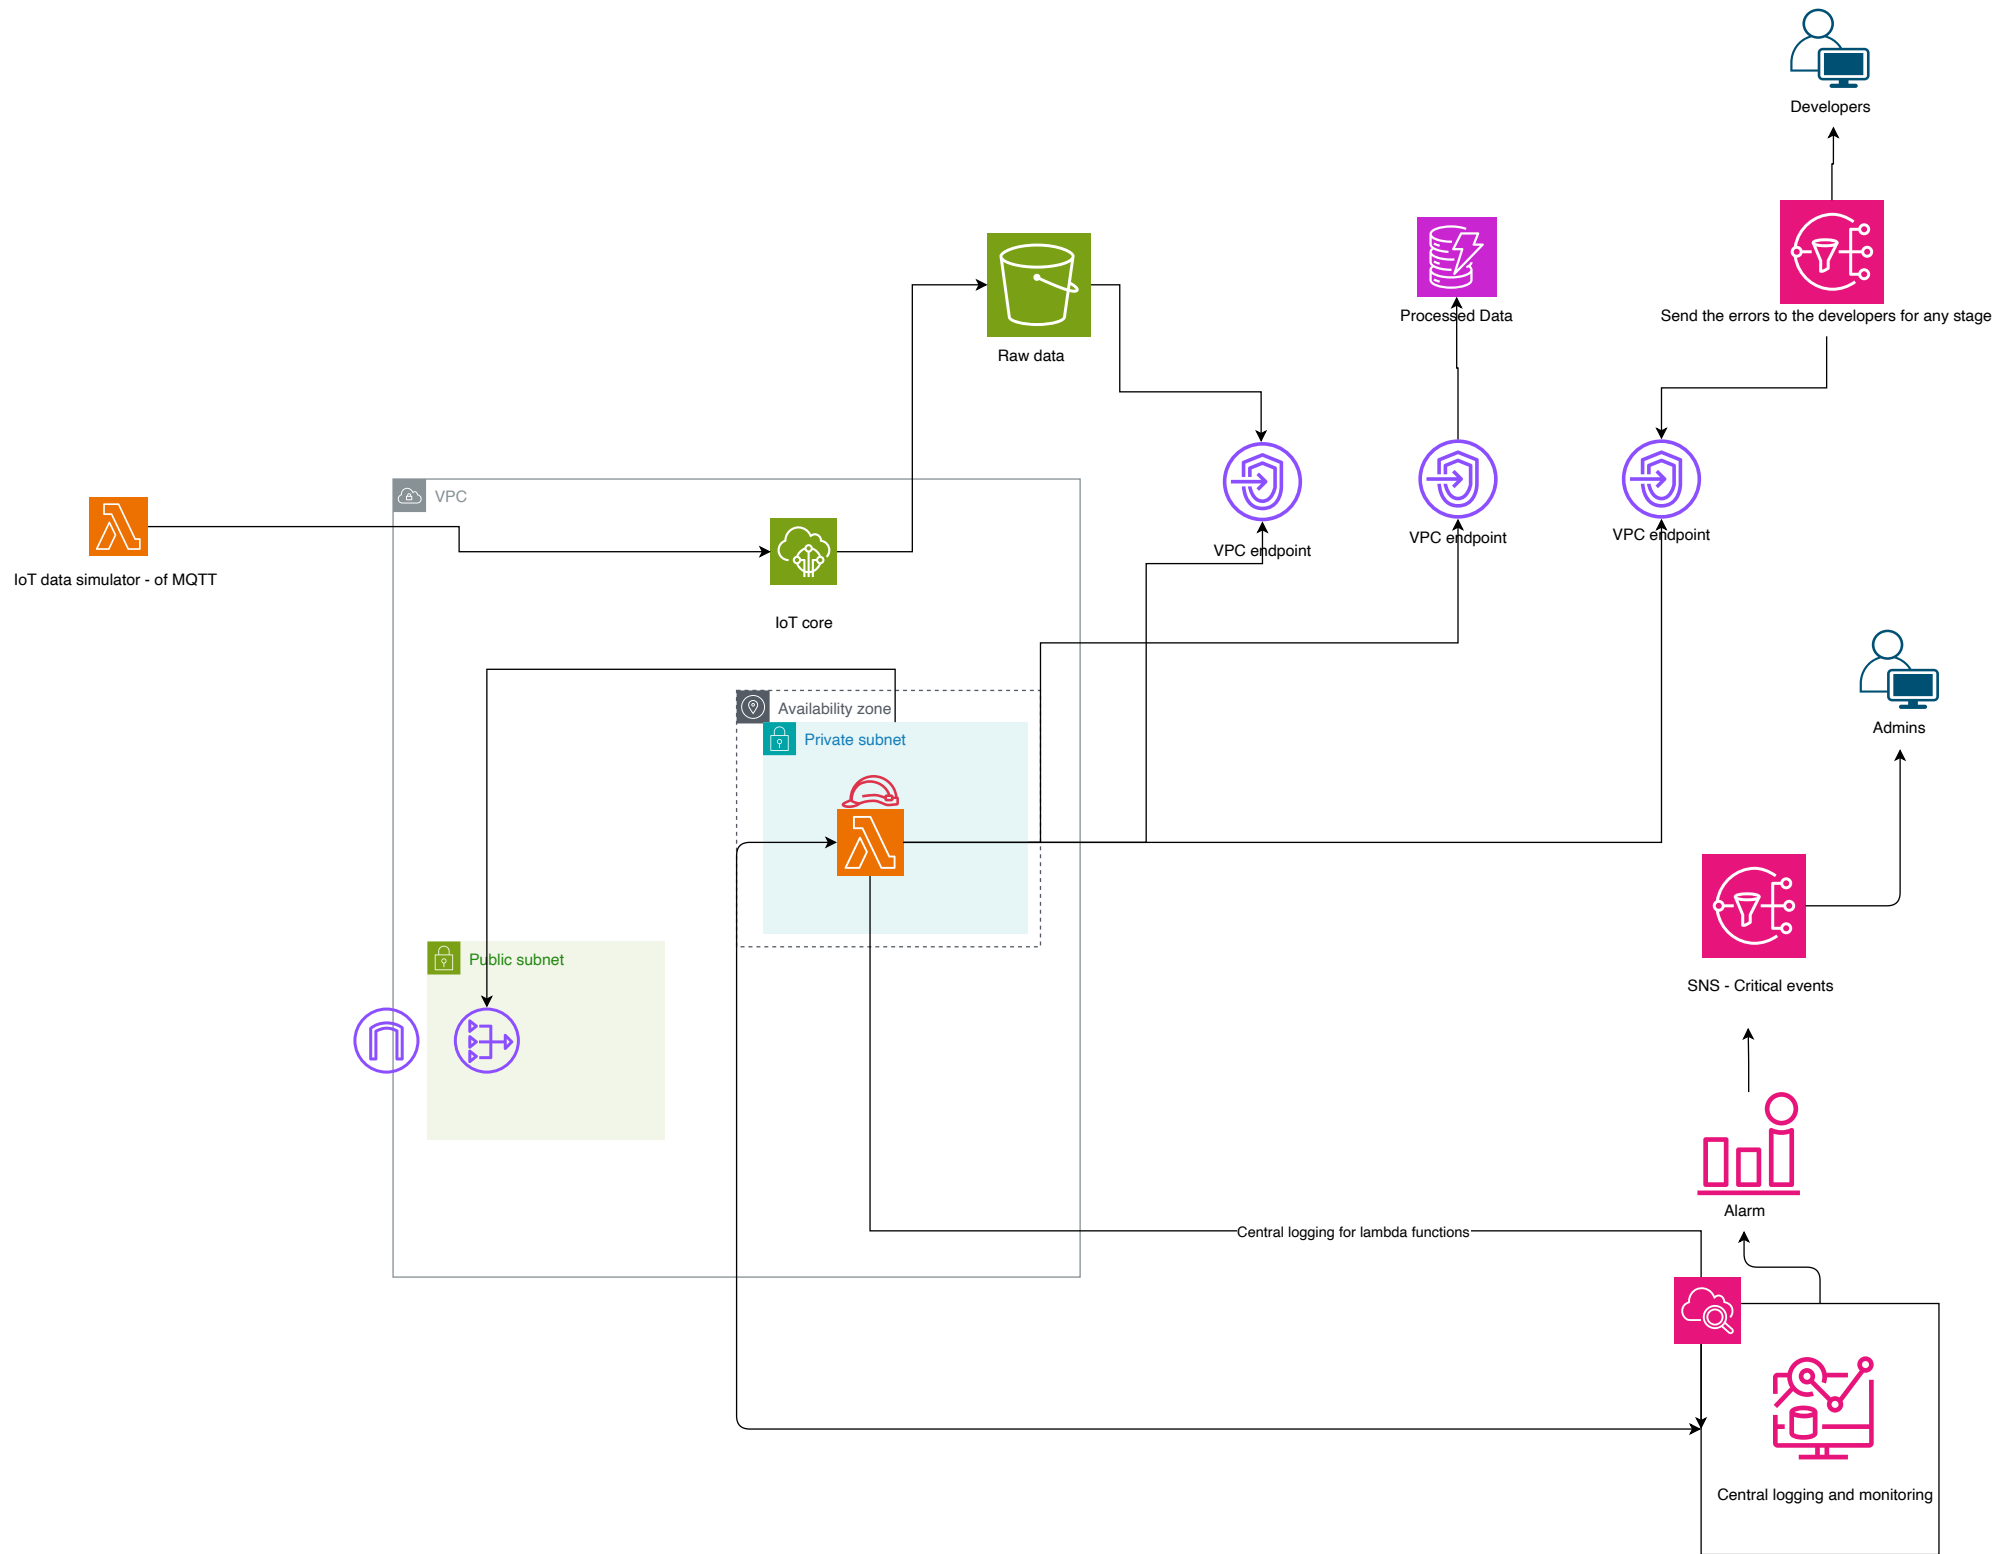 Developers
Send the errors to the developers for any stage
Processed Data
Raw data
VPC
VPC endpoint
VPC endpoint
VPC endpoint
IoT data simulator - of MQTT
IoT core
Availability zone
Private subnet
Admins
Public subnet
SNS - Critical events
Alarm
Central logging for lambda functions
Central logging and monitoring